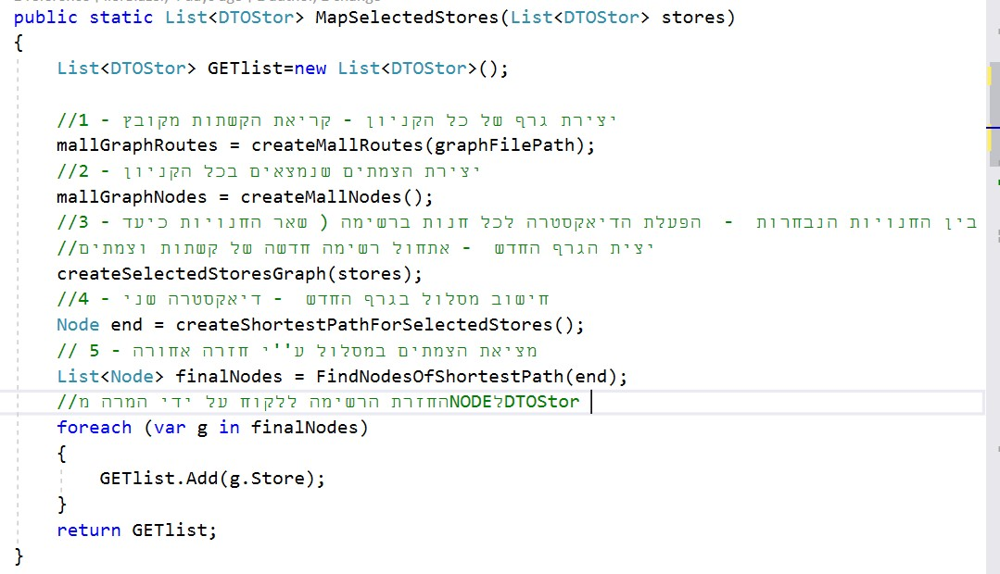 public static List<DTOStor> MapSelectedStores(List<DTOStor> stores)
{
List<DTOStor> GETlist=new List<DTOStor>();
//1 - יצירת גרף של כל הקניון - קריאת הקשתות מקובץ
mallGraphRoutes = createMallRoutes(graphFilePath);
//2 - יצירת הצמתים שנמצאים בכל הקניון
mallGraphNodes = createMallNodes();
//3 - בין החנויות הנבחרות - הפעלת הדיאקסטרה לכל חנות ברשימה ( שאר החנויות כיעד
//יצית הגרף החדש - אתחול רשימה חדשה של קשתות וצמתים
createSelectedStoresGraph(stores);
//4 - חישוב מסלול בגרף החדש - דיאקסטרה שני
Node end = createShortestPathForSelectedStores();
// 5 - מציאת הצמתים במסלול ע''י חזרה אחורה
List<Node> finalNodes = FindNodesOfShortestPath(end);
//החזרת הרשימה ללקוח על ידי המרה מNODEלDTOStor
foreach (var g in finalNodes)
{
GETlist.Add(g.Store);
}
return GETlist;
}